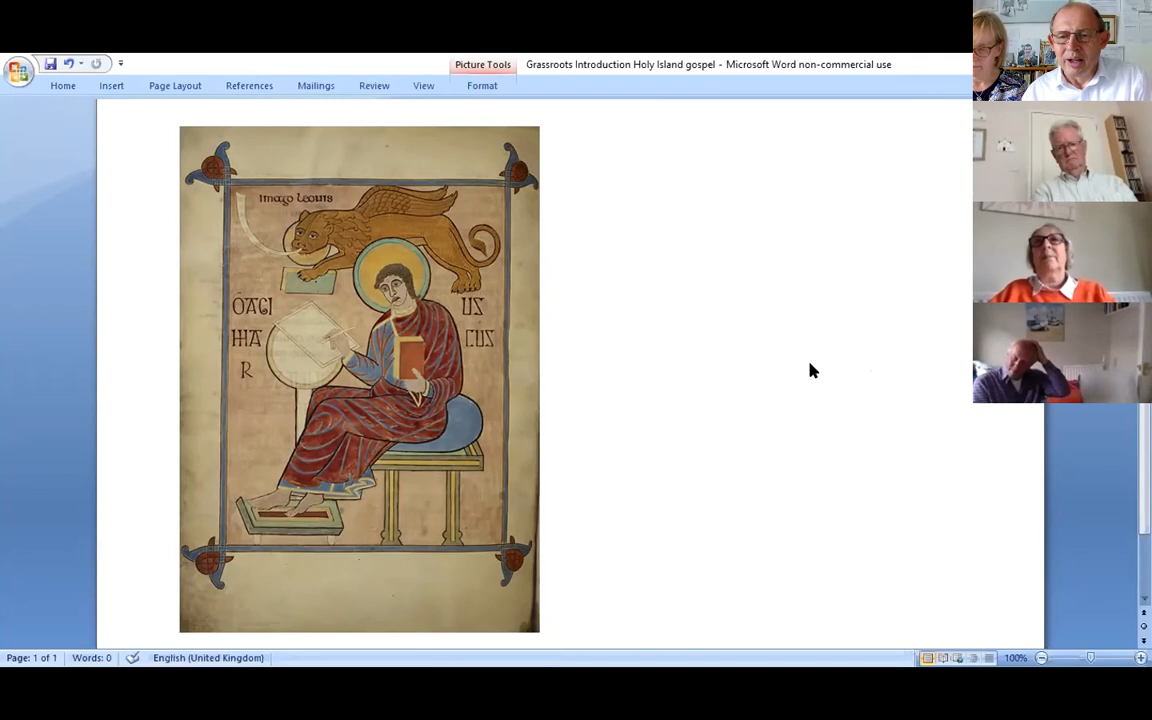 Picture Tools
Grassroots Introduction Holy Island gospel - Microsoft Word non-commercial use
Home Insert Page Layout References Mailings Review View Format
imago leonis
OAGI US
MAR CUS
Page: 1 of 1 Words: 0 English (United Kingdom) 100%